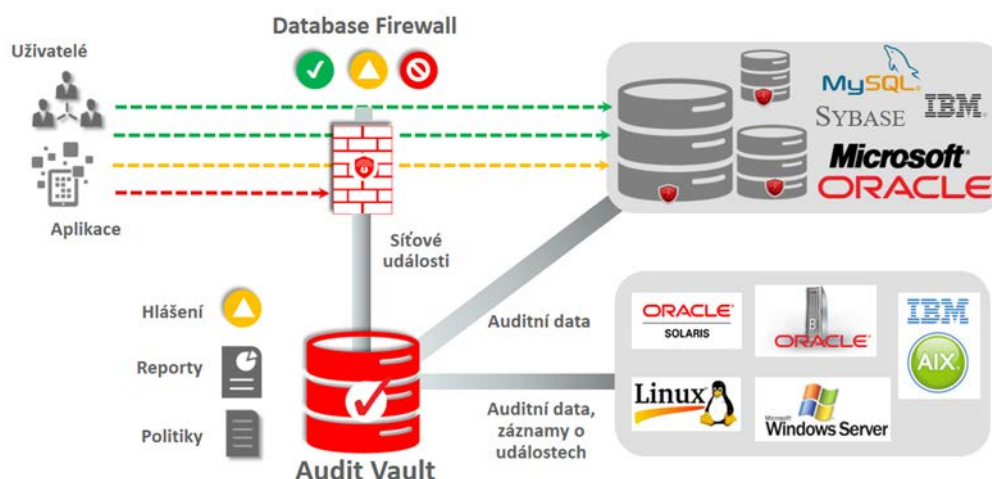 Database Firewall
Uživatelé
Aplikace
MySQL®
SYBASE
IBM®
Microsoft®
ORACLE®
Síťové
události
Auditní data
Hlášení
Reporty
Politiky
Audit Vault
Auditní data,
záznamy o
událostech
ORACLE®
SOLARIS
ORACLE®
IBM
AIX
Linux
Microsoft
Windows Server